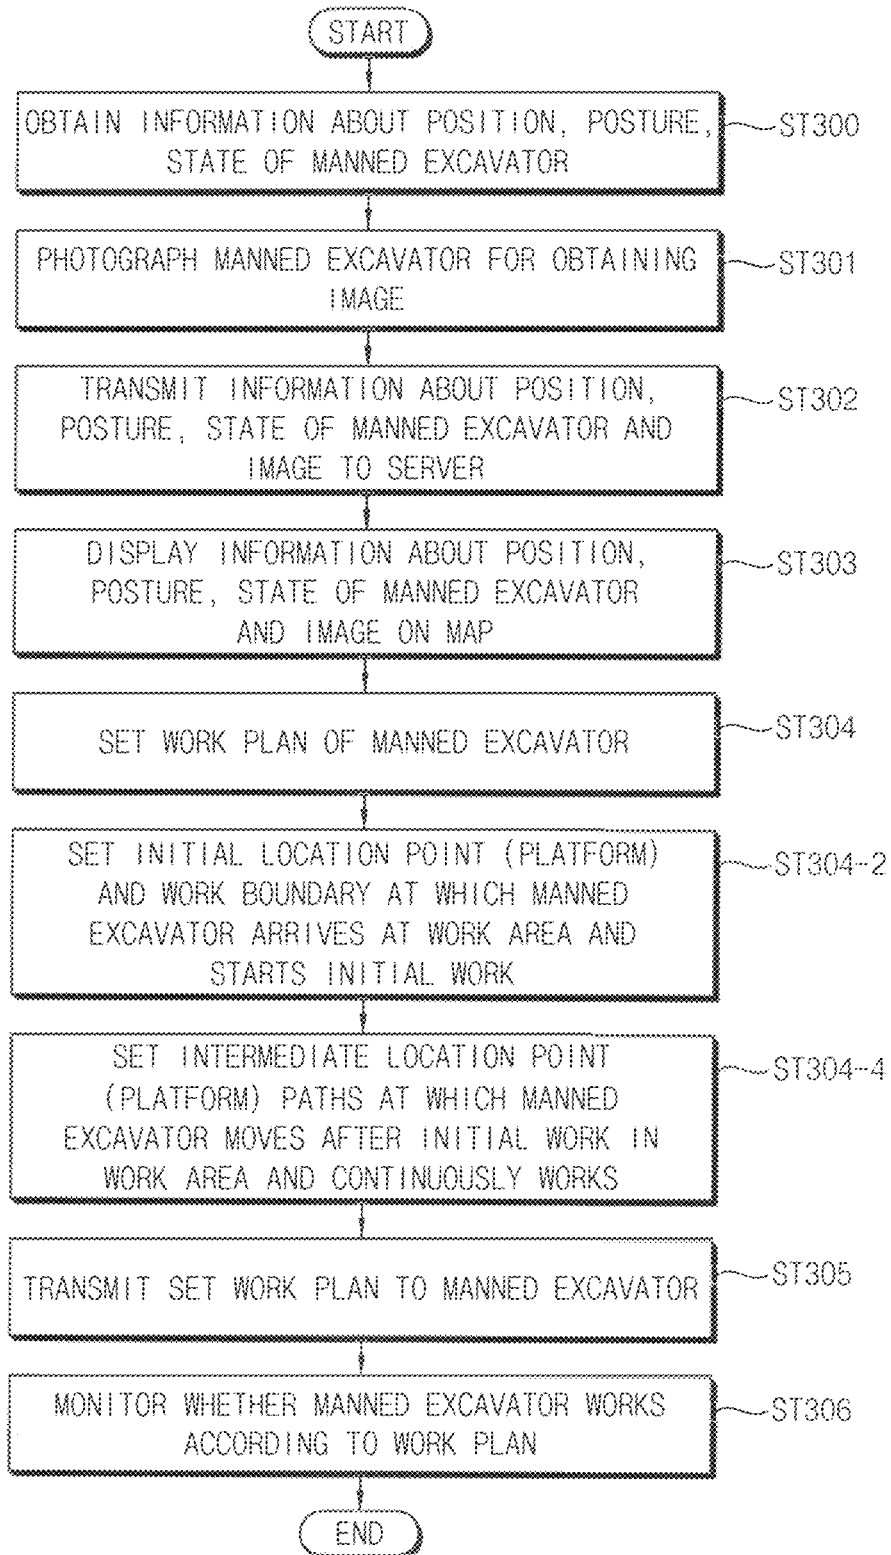 START
OBTAIN INFORMATION ABOUT POSITION, POSTURE,
STATE OF MANNED EXCAVATOR
ST300
PHOTOGRAPH MANNED EXCAVATOR FOR OBTAINING
IMAGE
ST301
TRANSMIT INFORMATION ABOUT POSITION,
POSTURE, STATE OF MANNED EXCAVATOR AND
IMAGE TO SERVER
ST302
DISPLAY INFORMATION ABOUT POSITION,
POSTURE, STATE OF MANNED EXCAVATOR
AND IMAGE ON MAP
ST303
SET WORK PLAN OF MANNED EXCAVATOR
ST304
SET INITIAL LOCATION POINT (PLATFORM)
AND WORK BOUNDARY AT WHICH MANNED
EXCAVATOR ARRIVES AT WORK AREA AND
STARTS INITIAL WORK
ST304-2
SET INTERMEDIATE LOCATION POINT
(PLATFORM) PATHS AT WHICH MANNED
EXCAVATOR MOVES AFTER INITIAL WORK IN
WORK AREA AND CONTINUOUSLY WORKS
ST304-4
TRANSMIT SET WORK PLAN TO MANNED EXCAVATOR
ST305
MONITOR WHETHER MANNED EXCAVATOR WORKS
ACCORDING TO WORK PLAN
ST306
END